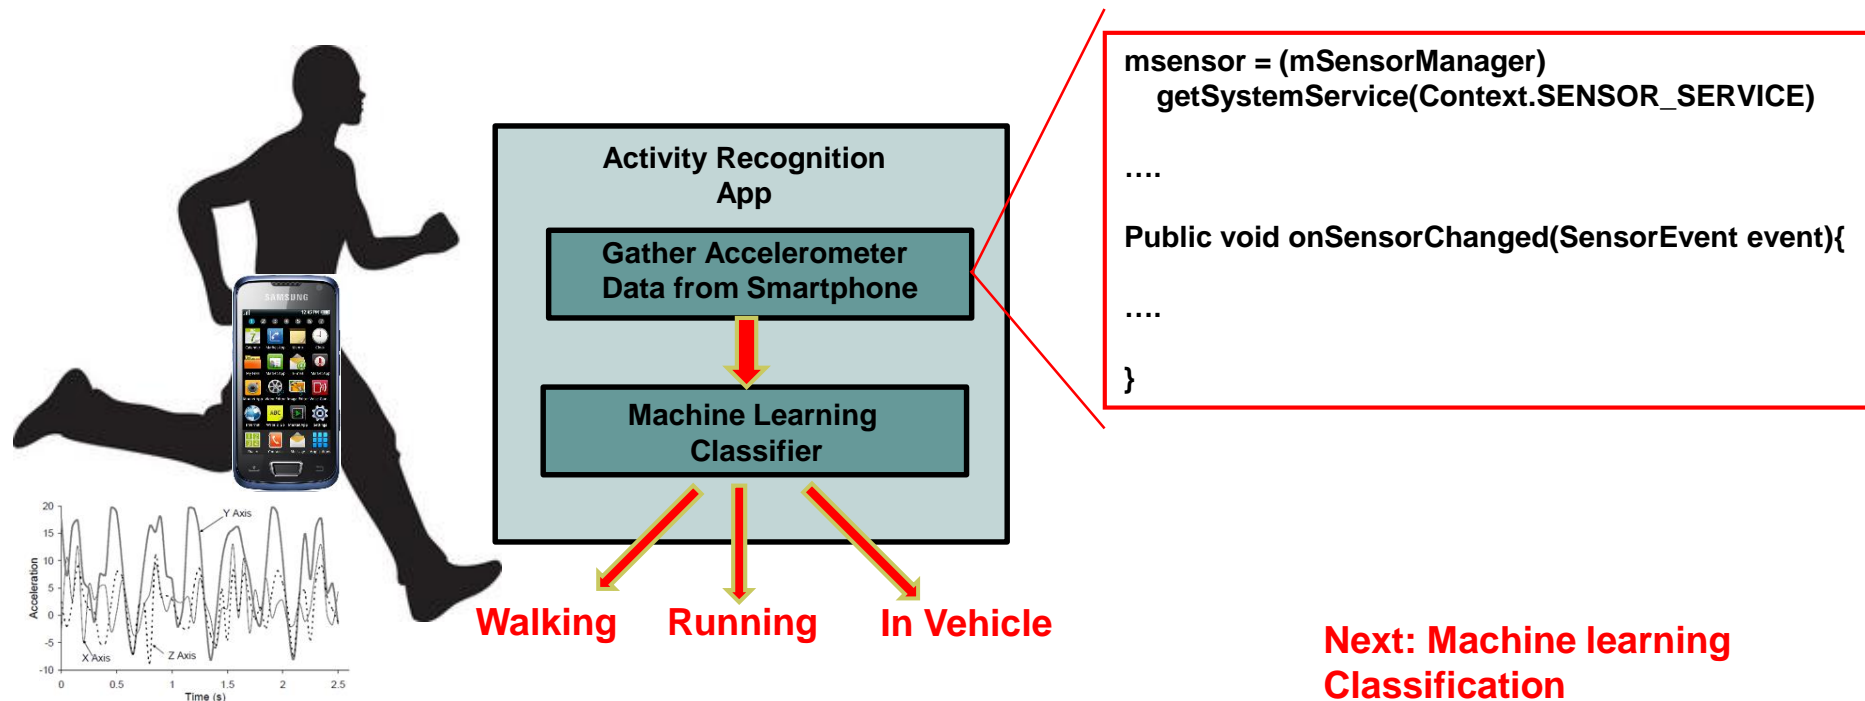 msensor = (mSensorManager)
getSystemService(Context.SENSOR_SERVICE)
….
Public void onSensorChanged(SensorEvent event){
….
}
Activity Recognition
App
Gather Accelerometer
Data from Smartphone
Machine Learning
Classifier
Walking
Running
In Vehicle
Next: Machine learning
Classification
SAMSUNG
20
15
10
5
0
-5
-10
Acceleration
Y Axis
X Axis
Z Axis
0
0.5
1
1.5
2
2.5
Time (s)